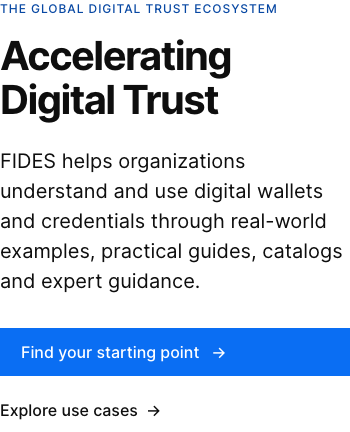 THE GLOBAL DIGITAL TRUST ECOSYSTEM
Accelerating
Digital Trust
FIDES helps organizations
understand and use digital wallets
and credentials through real-world
examples, practical guides, catalogs
and expert guidance.
Find your starting point →
Explore use cases →